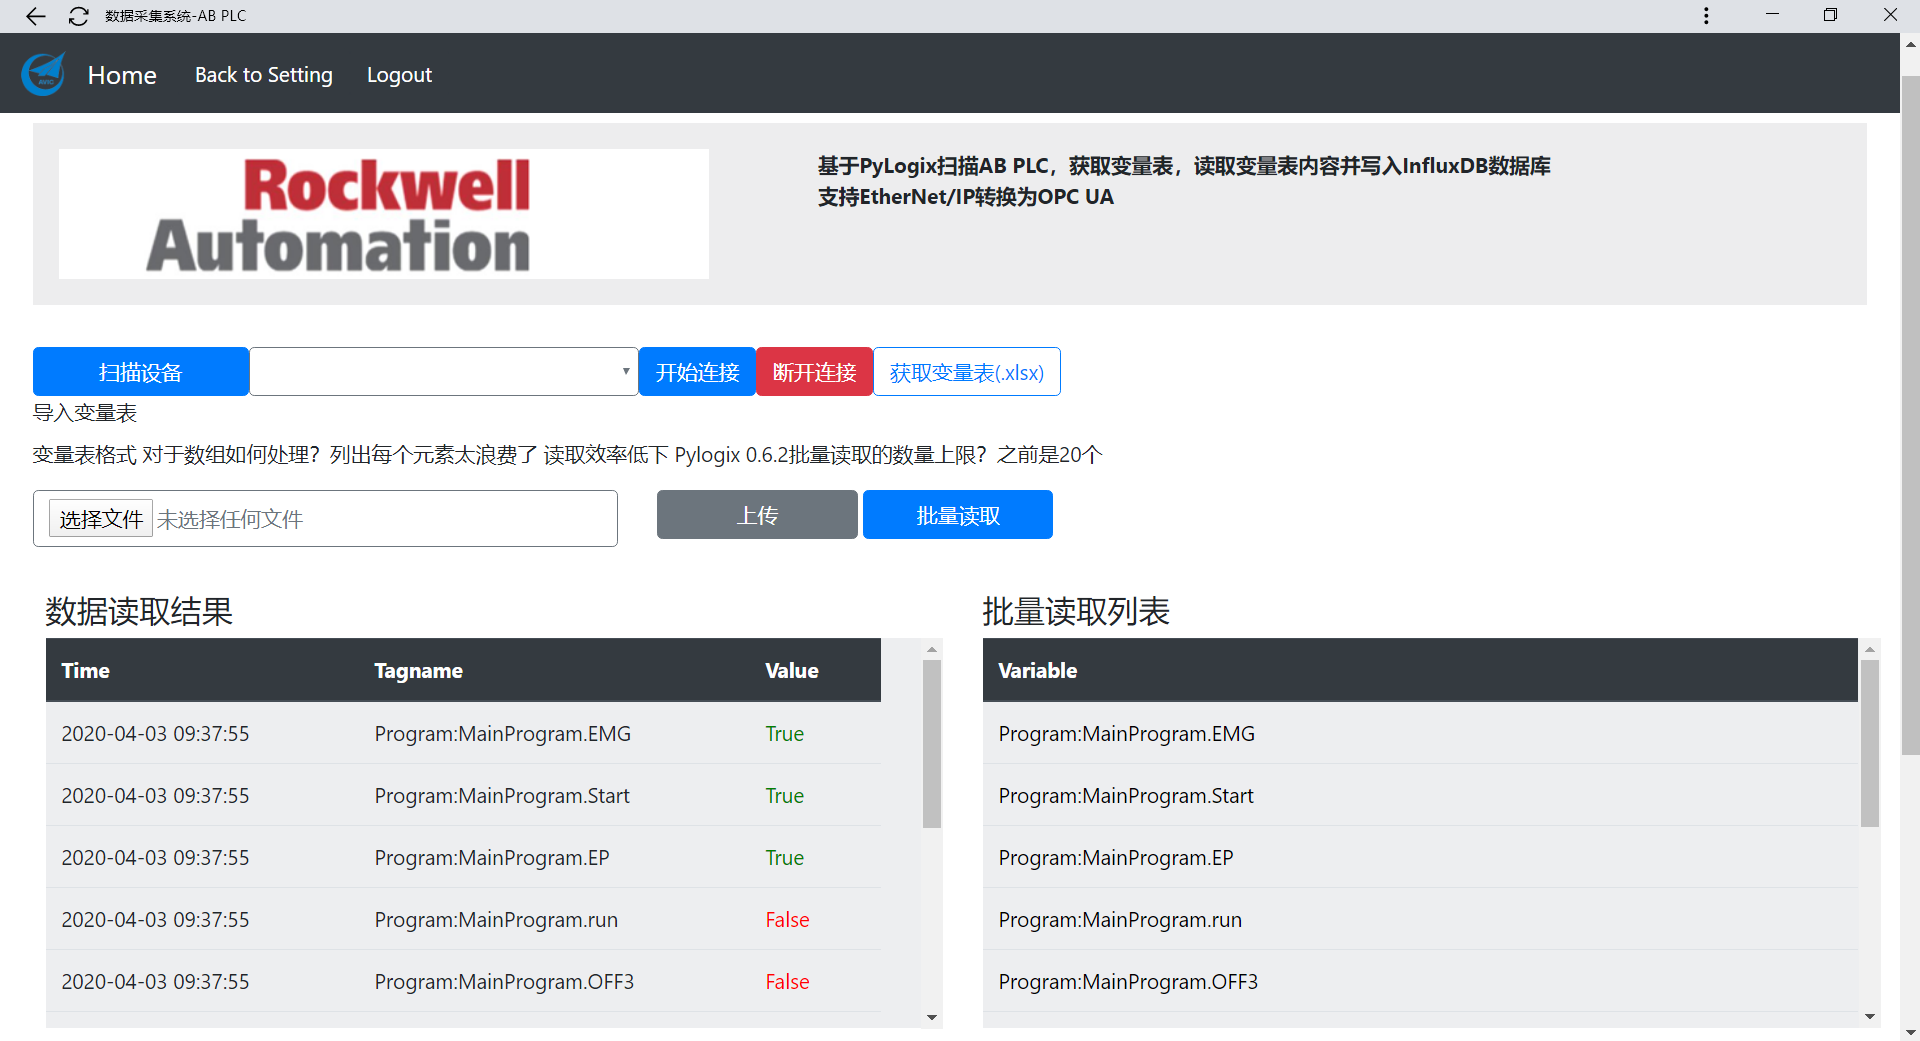 数据采集系统-AB PLC
AVIC
Home Back to Setting Logout
Rockwell
Automation
基于PyLogix扫描AB PLC，获取变量表，读取变量表内容并写入InfluxDB数据库
支持EtherNet/IP转换为OPC UA
扫描设备 开始连接 断开连接 获取变量表(.xlsx)
导入变量表
变量表格式 对于数组如何处理？列出每个元素太浪费了 读取效率低下 Pylogix 0.6.2批量读取的数量上限？之前是20个
选择文件 未选择任何文件 上传 批量读取
数据读取结果
Time Tagname Value
2020-04-03 09:37:55 Program:MainProgram.EMG True
2020-04-03 09:37:55 Program:MainProgram.Start True
2020-04-03 09:37:55 Program:MainProgram.EP True
2020-04-03 09:37:55 Program:MainProgram.run False
2020-04-03 09:37:55 Program:MainProgram.OFF3 False
批量读取列表
Variable
Program:MainProgram.EMG
Program:MainProgram.Start
Program:MainProgram.EP
Program:MainProgram.run
Program:MainProgram.OFF3